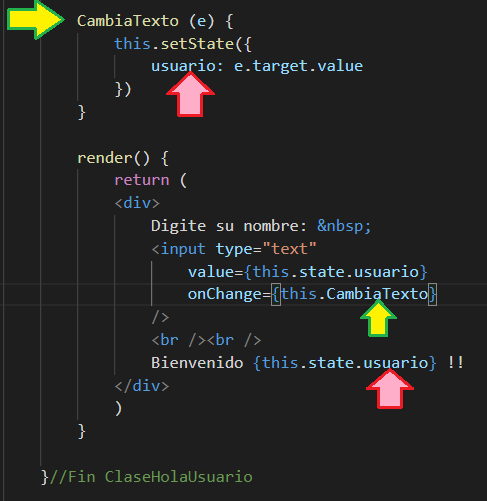 CambiaTexto (e) {
this.setState({
usuario: e.target.value
})
}
render() {
return (
<div>
Digite su nombre: &nbsp;
<input type="text"
value={this.state.usuario}
onChange={this.CambiaTexto}
/>
<br /><br />
Bienvenido {this.state.usuario} !!
</div>
)
}
}//Fin ClaseHolaUsuario